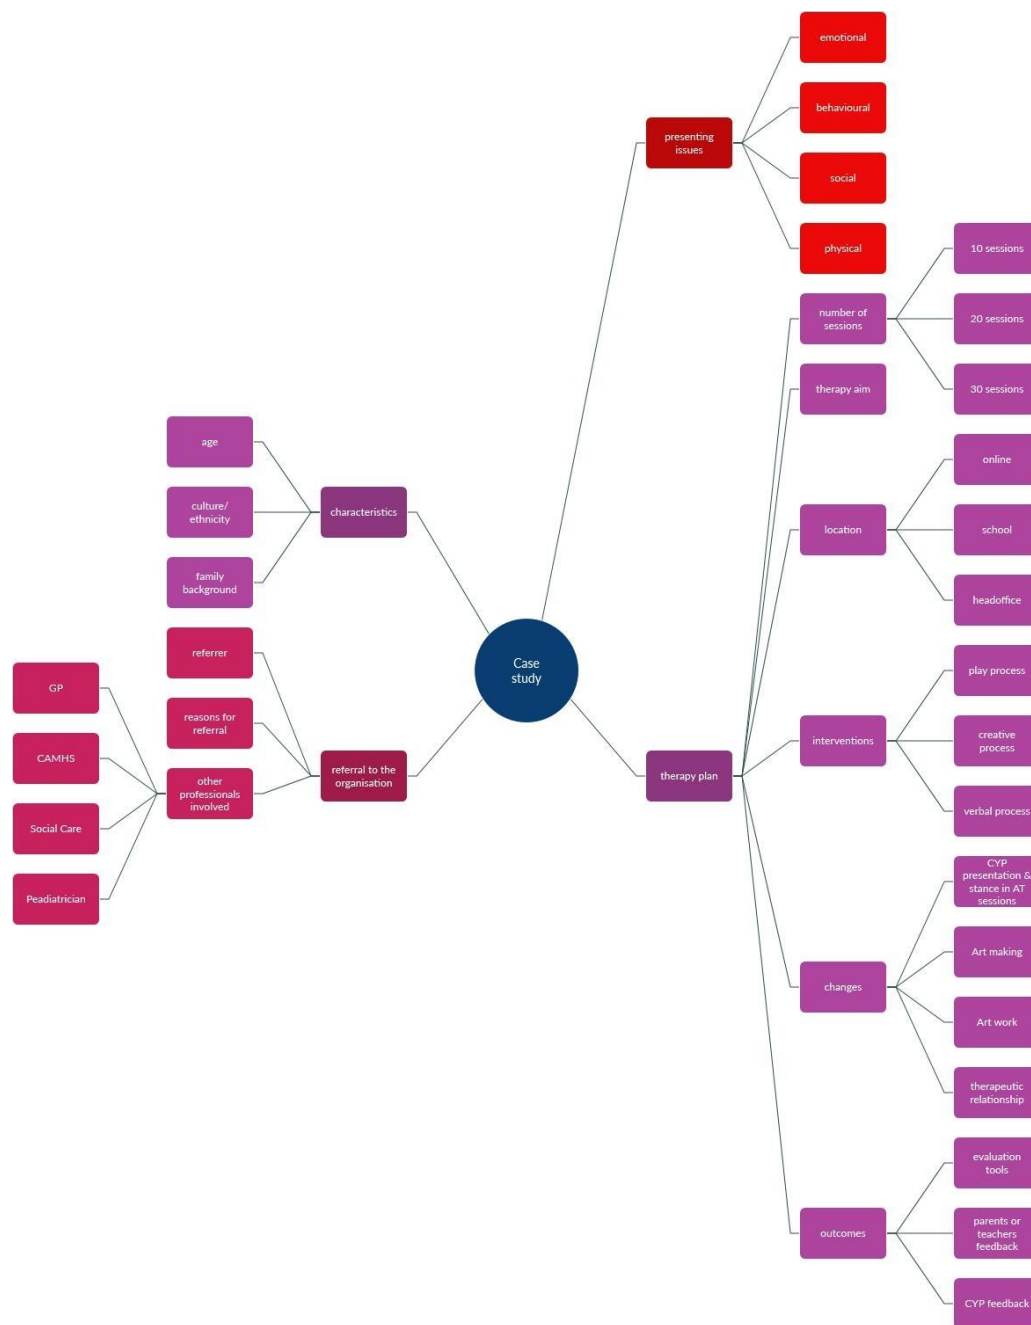 emotional
behavioural
presenting
issues
social
physical
10 sessions
number of
sessions
20 sessions
therapy aim
30 sessions
age
online
culture/
ethnicity
characteristics
location
school
family
background
headoffice
referrer
Case
study
play process
GP
reasons for
referral
interventions
creative
process
CAMHS
referral to the
organisation
therapy plan
other
professionals
involved
verbal process
Social Care
CYP
presentation &
stance in AT
sessions
Peadiatrician
Art making
changes
Art work
therapeutic
relationship
evaluation
tools
outcomes
parents or
teachers
feedback
CYP feedback